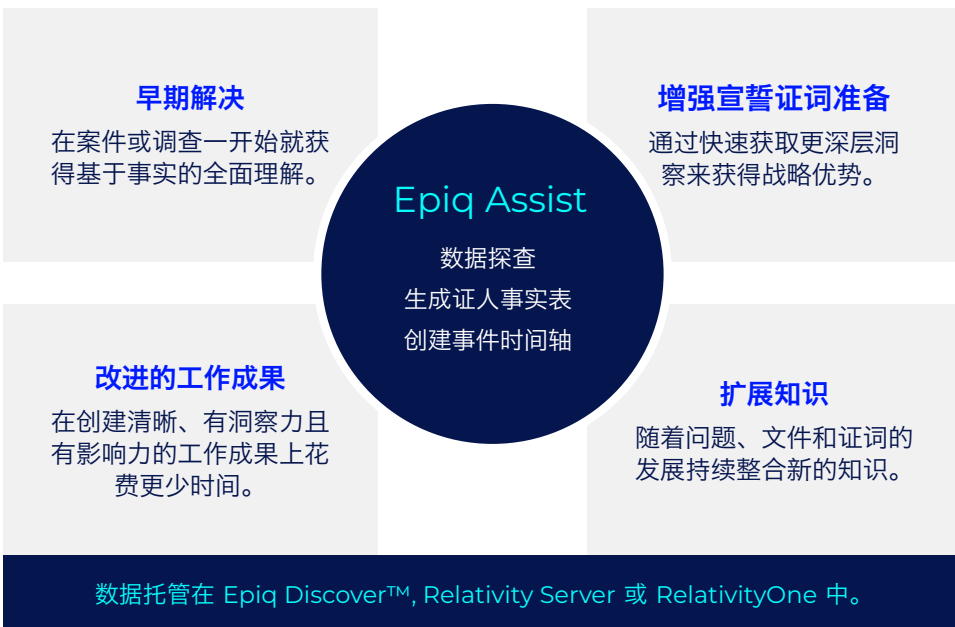 早期解决
在案件或调查一开始就获
得基于事实的全面理解。
增强宣誓证词准备
通过快速获取更深层洞
察来获得战略优势。
Epiq Assist
数据探查
生成证人事实表
创建事件时间轴
改进的工作成果
在创建清晰、有洞察力且
有影响力的工作成果上花
费更少时间。
扩展知识
随着问题、文件和证词的
发展持续整合新的知识。
数据托管在 Epiq Discover™, Relativity Server 或 RelativityOne 中。